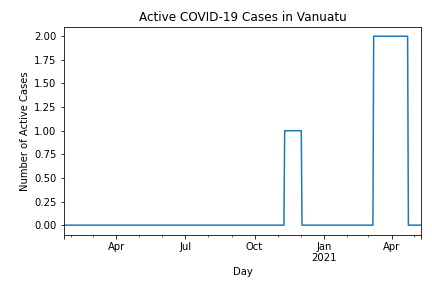 Active COVID-19 Cases in Vanuatu
Number of Active Cases
2.00
1.75
1.50
1.25
1.00
0.75
0.50
0.25
0.00
Apr Jul Oct Jan Apr
2021
Day